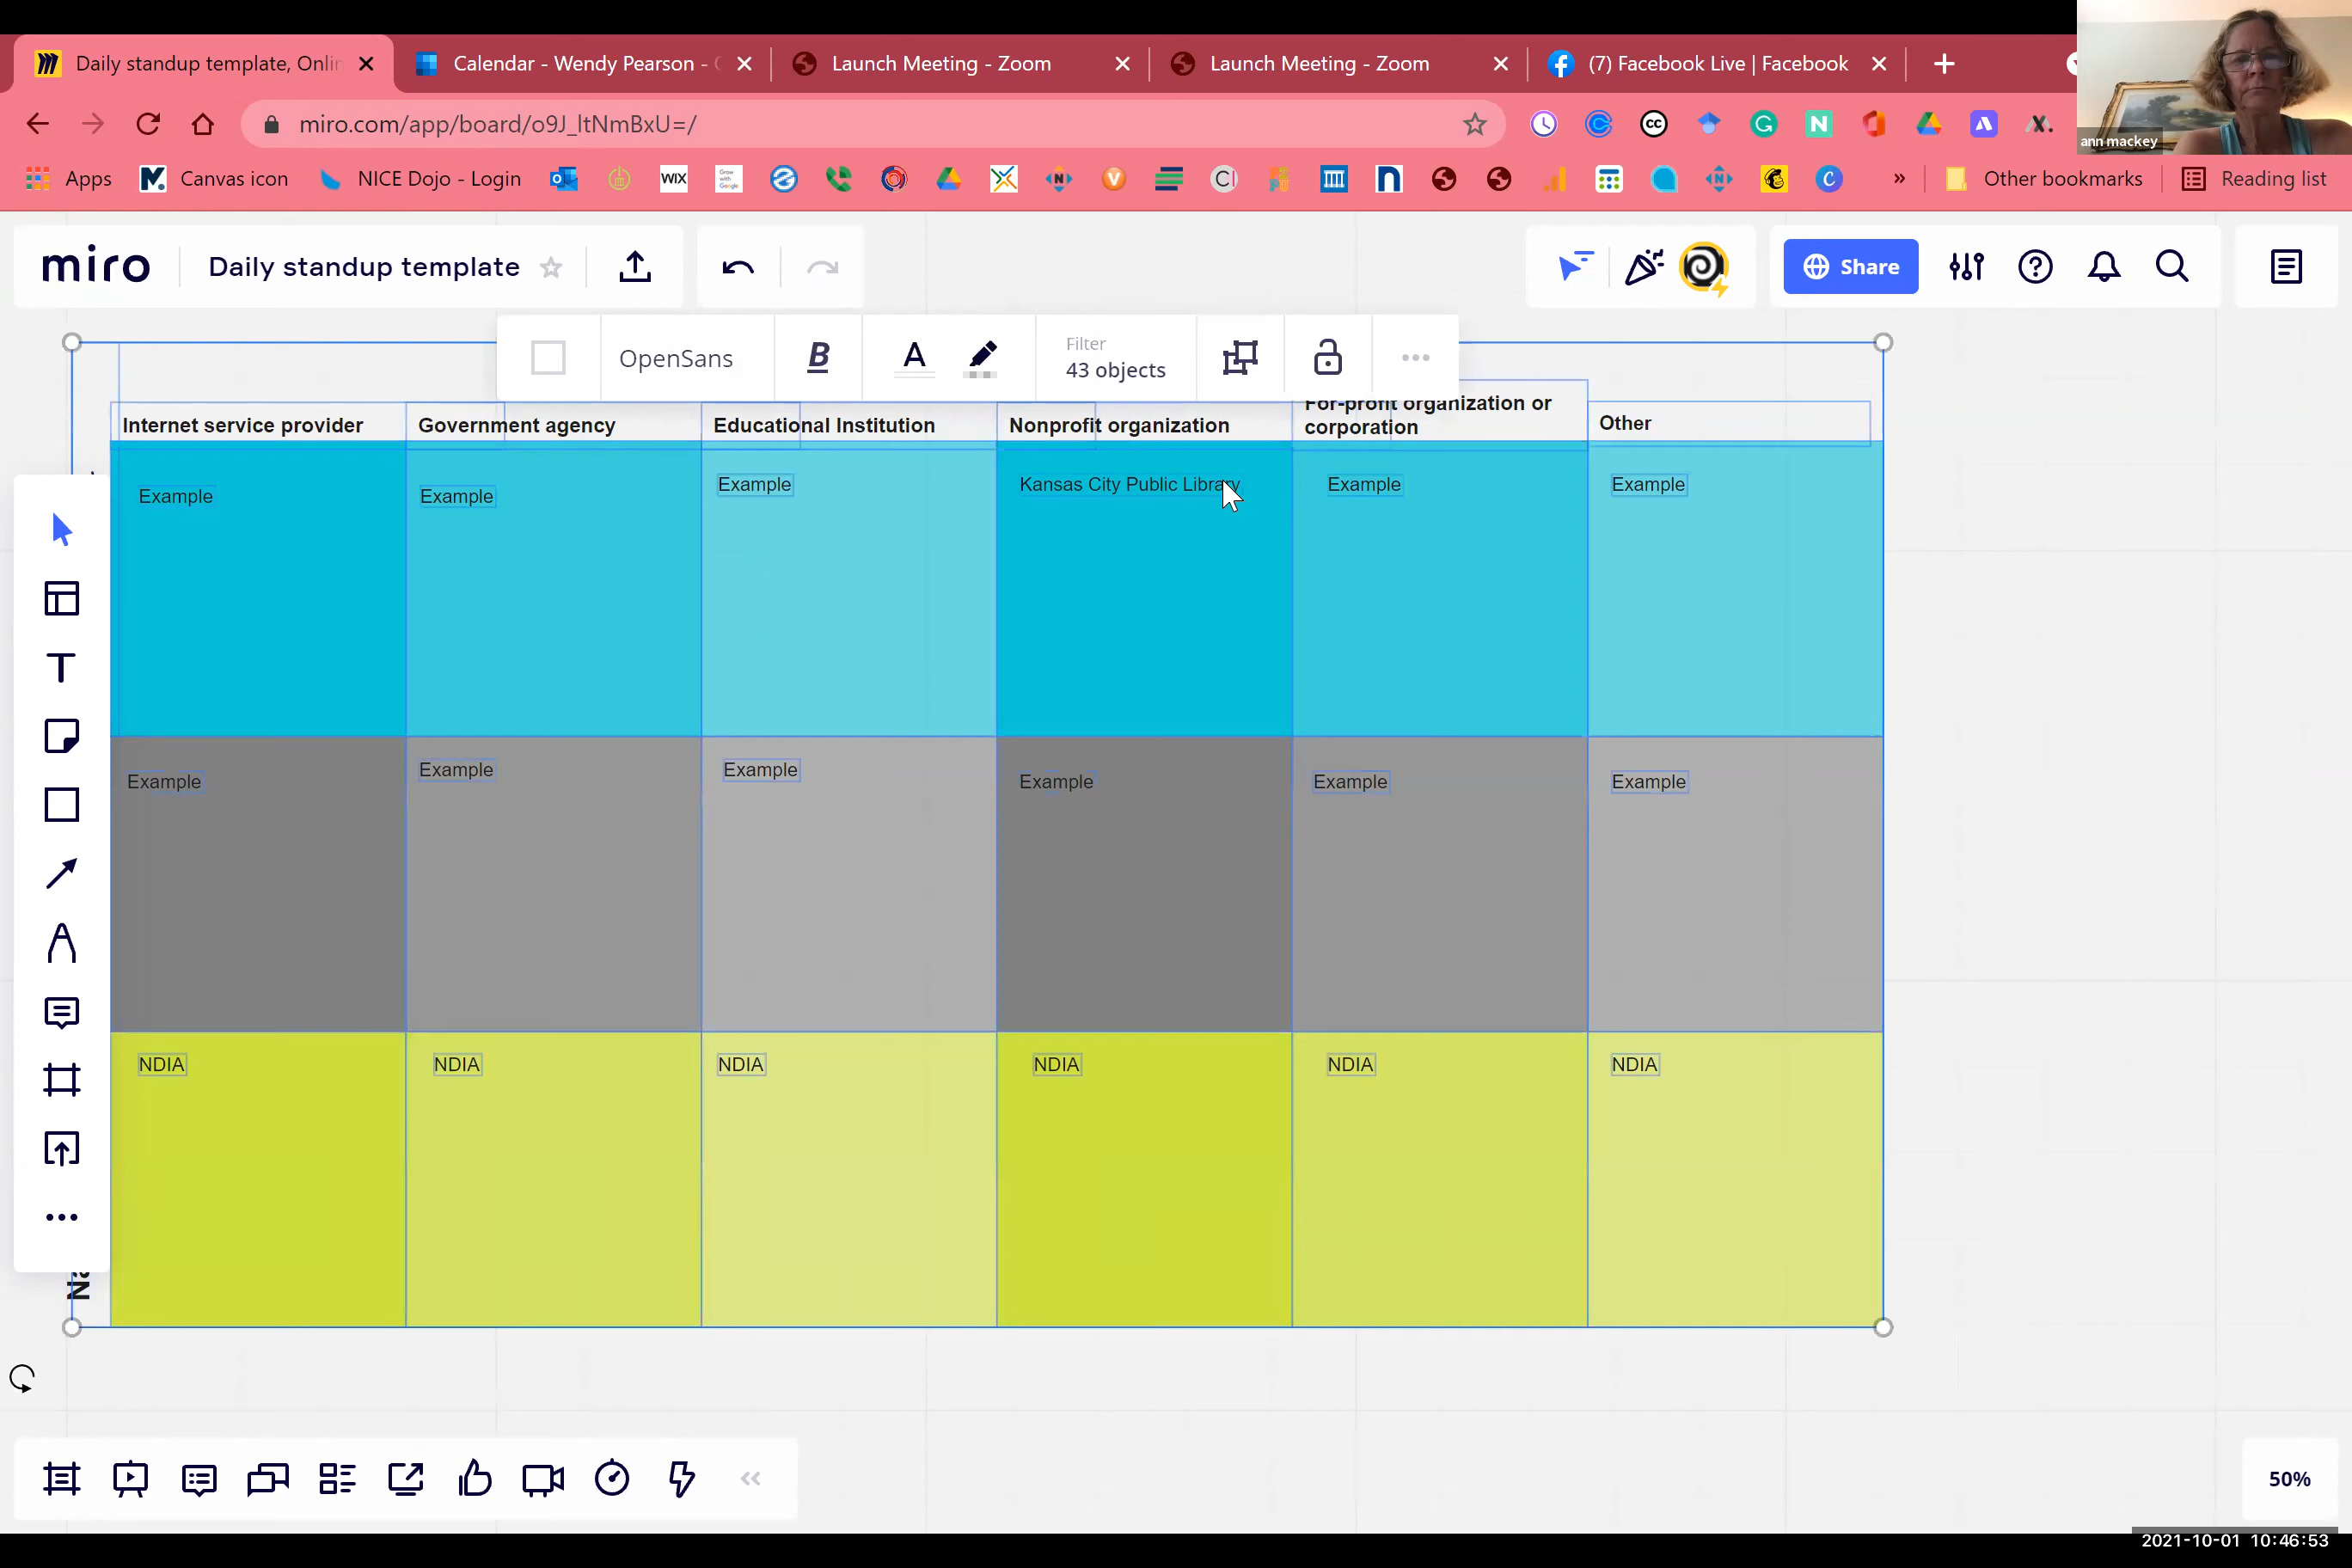 Daily standup template, Onlin
Calendar - Wendy Pearson -
Launch Meeting - Zoom
Launch Meeting - Zoom
(7) Facebook Live | Facebook
miro.com/app/board/o9J_ltNmBxU=/
ann mackey
Apps
Canvas icon
NICE Dojo - Login
WIX
Other bookmarks
Reading list
miro
Daily standup template
Share
OpenSans
B
A
Filter
43 objects
Internet service provider
Government agency
Educational Institution
Nonprofit organization
For-profit organization or
corporation
Other
Example
Example
Example
Kansas City Public Library
Example
Example
Example
Example
Example
Example
Example
Example
NDIA
NDIA
NDIA
NDIA
NDIA
NDIA
50%
2021-10-01 10:46:53